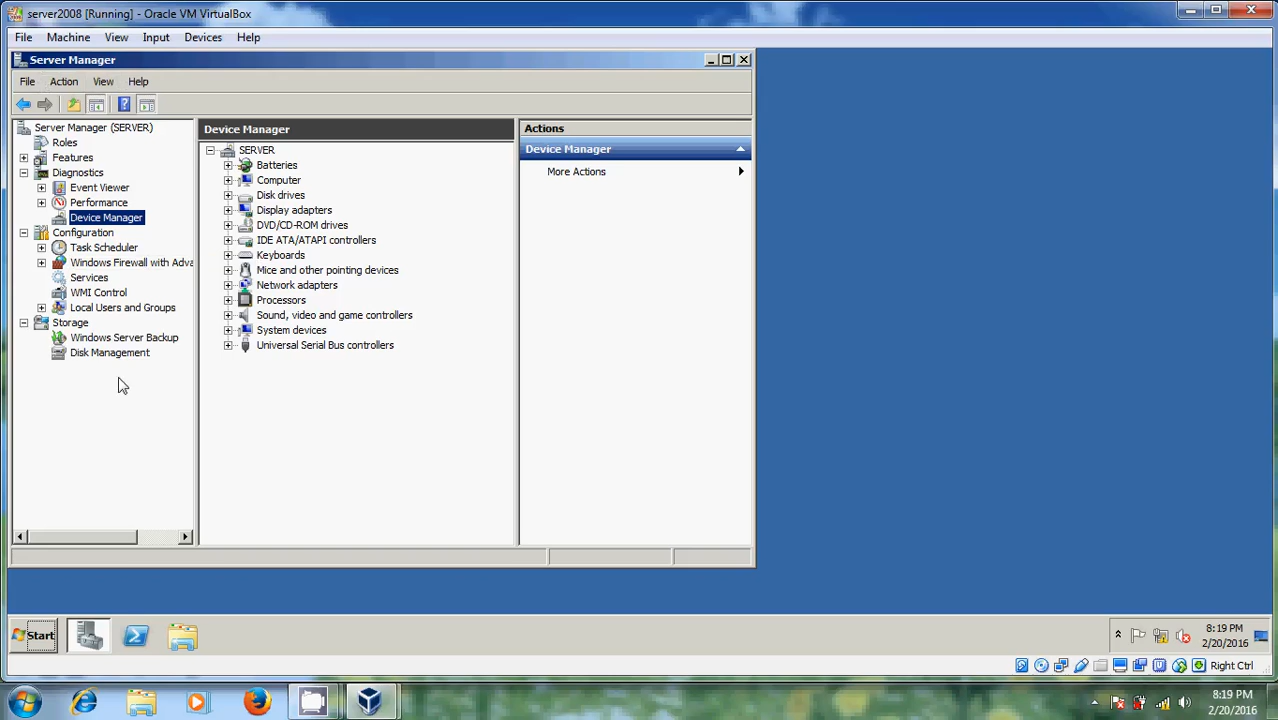 server2008 [Running] - Oracle VM VirtualBox
File Machine View Input Devices Help
Server Manager
File Action View Help
Server Manager (SERVER)
Roles
Features
Diagnostics
Event Viewer
Performance
Device Manager
Configuration
Task Scheduler
Windows Firewall with Adva
Services
WMI Control
Local Users and Groups
Storage
Windows Server Backup
Disk Management
Device Manager
SERVER
Batteries
Computer
Disk drives
Display adapters
DVD/CD-ROM drives
IDE ATA/ATAPI controllers
Keyboards
Mice and other pointing devices
Network adapters
Processors
Sound, video and game controllers
System devices
Universal Serial Bus controllers
Actions
Device Manager
More Actions
Start
8:19 PM
2/20/2016
Right Ctrl
8:19 PM
2/20/2016